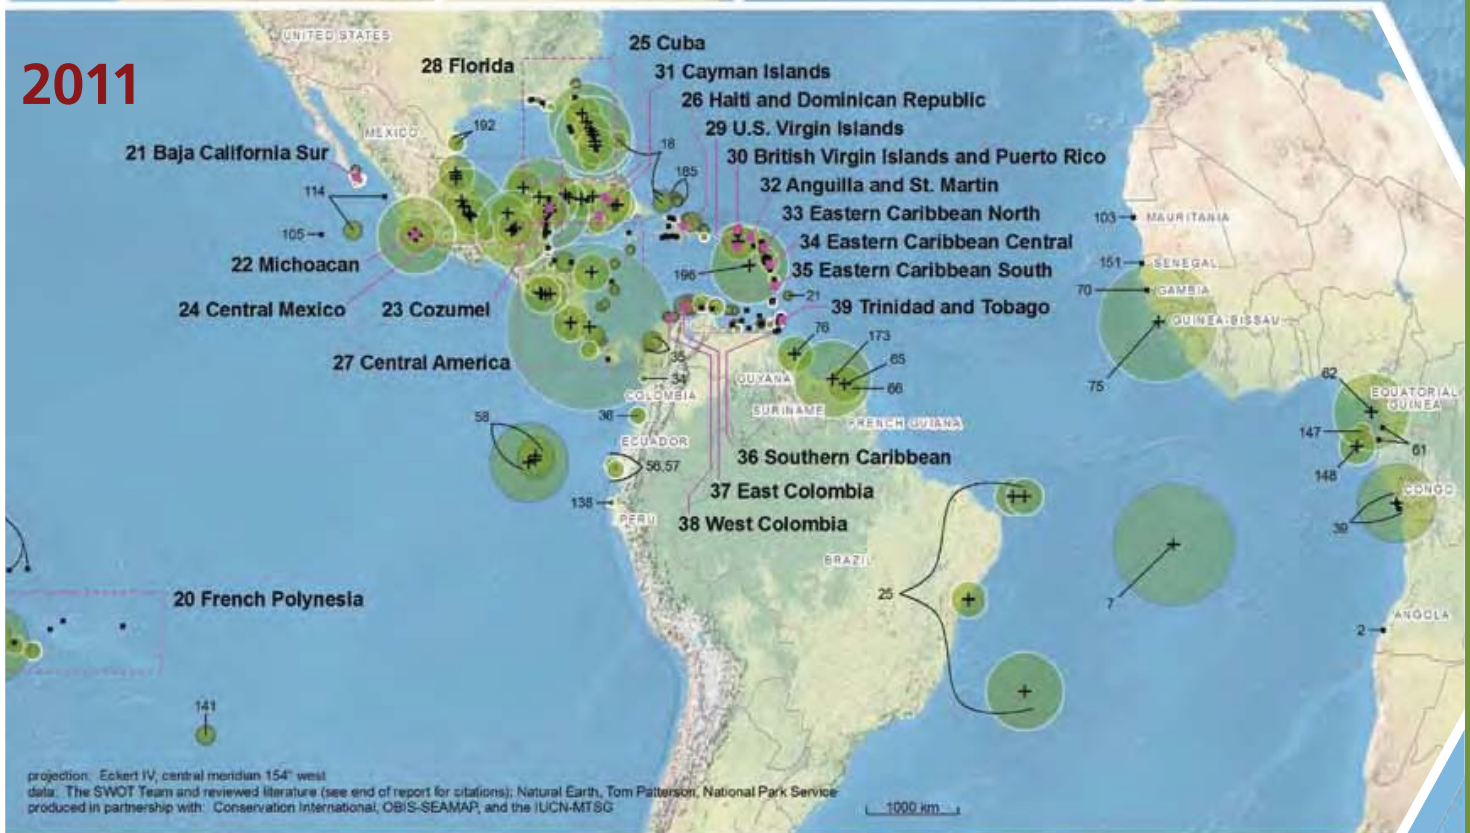 2011
UNITED STATES
28 Florida
25 Cuba
31 Cayman Islands
26 Haiti and Dominican Republic
29 U.S. Virgin Islands
30 British Virgin Islands and Puerto Rico
32 Anguilla and St. Martin
33 Eastern Caribbean North
34 Eastern Caribbean Central
35 Eastern Caribbean South
39 Trinidad and Tobago
MEXICO
192
21 Baja California Sur
18
185
114
105
22 Michoacan
24 Central Mexico
23 Cozumel
27 Central America
196
21
76
173
65
66
35
34
COLOMBIA
GUYANA
SURINAME
FRENCH GUIANA
36
58
ECUADOR
56,57
138
PERU
36 Southern Caribbean
37 East Colombia
38 West Colombia
BRAZIL
25
103
MAURITANIA
151
SENEGAL
70
GAMBIA
GUINEA-BISSAU
75
62
EQUATORIAL
GUINEA
147
61
148
CONGO
39
7
ANGOLA
2
20 French Polynesia
141
projection: Eckert IV, central meridian 154° west
data: The SWOT Team and reviewed literature (see end of report for citations); Natural Earth, Tom Patterson, National Park Service
produced in partnership with: Conservation International, OBIS-SEAMAP, and the IUCN-MTSG
1000 km